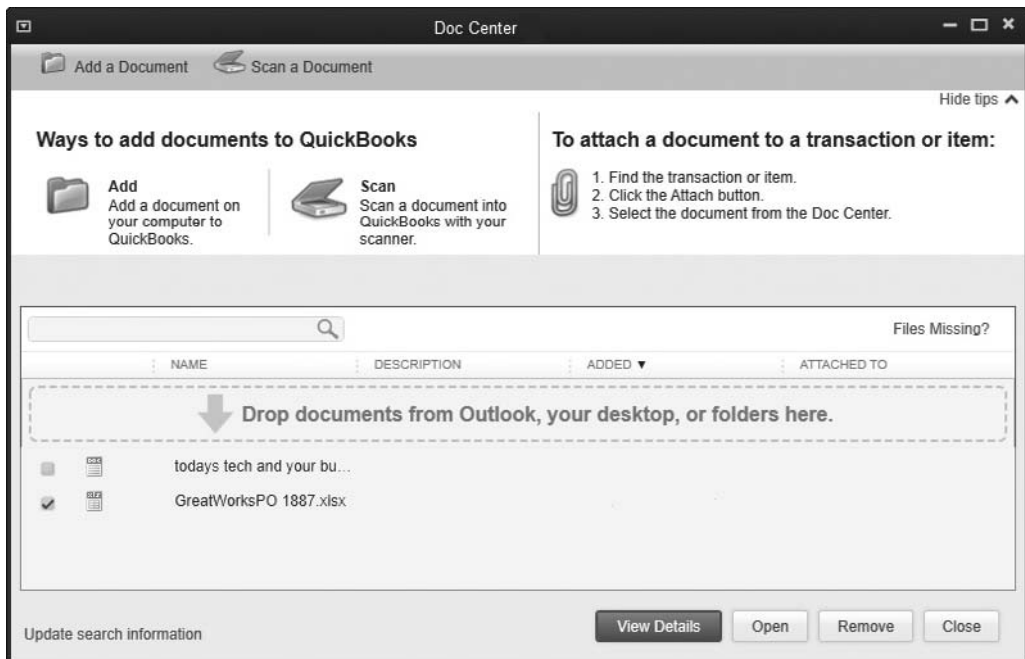 Doc Center
Add a Document Scan a Document
Hide tips
Ways to add documents to QuickBooks
Add
Add a document on
your computer to
QuickBooks.
Scan
Scan a document into
QuickBooks with your
scanner.
To attach a document to a transaction or item:
1. Find the transaction or item.
2. Click the Attach button.
3. Select the document from the Doc Center.
Files Missing?
NAME DESCRIPTION ADDED ▼ ATTACHED TO
Drop documents from Outlook, your desktop, or folders here.
todays tech and your bu...
GreatWorksPO 1887.xlsx
Update search information
View Details Open Remove Close